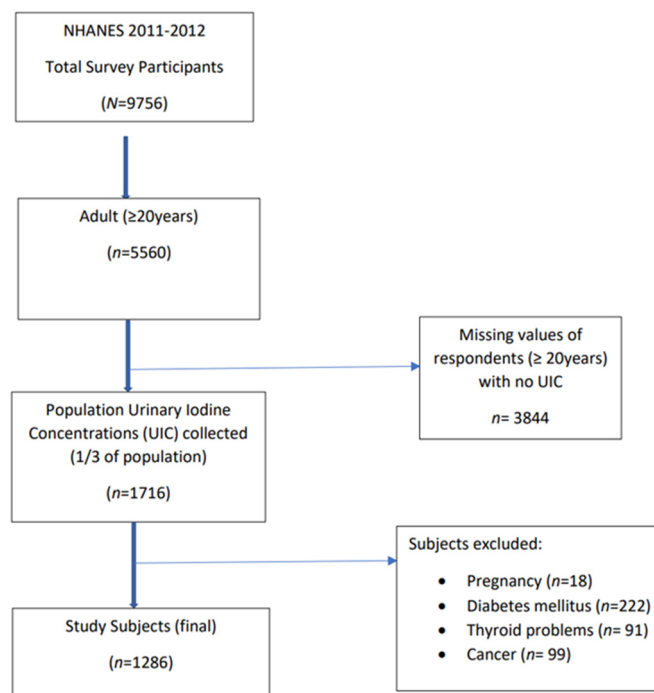 NHANES 2011-2012
Total Survey Participants
(N=9756)
Adult (≥20years)
(n=5560)
Missing values of
respondents (≥ 20years)
with no UIC
n= 3844
Population Urinary Iodine
Concentrations (UIC) collected
(1/3 of population)
(n=1716)
Subjects excluded:
• Pregnancy (n=18)
• Diabetes mellitus (n=222)
• Thyroid problems (n= 91)
• Cancer (n= 99)
Study Subjects (final)
(n=1286)